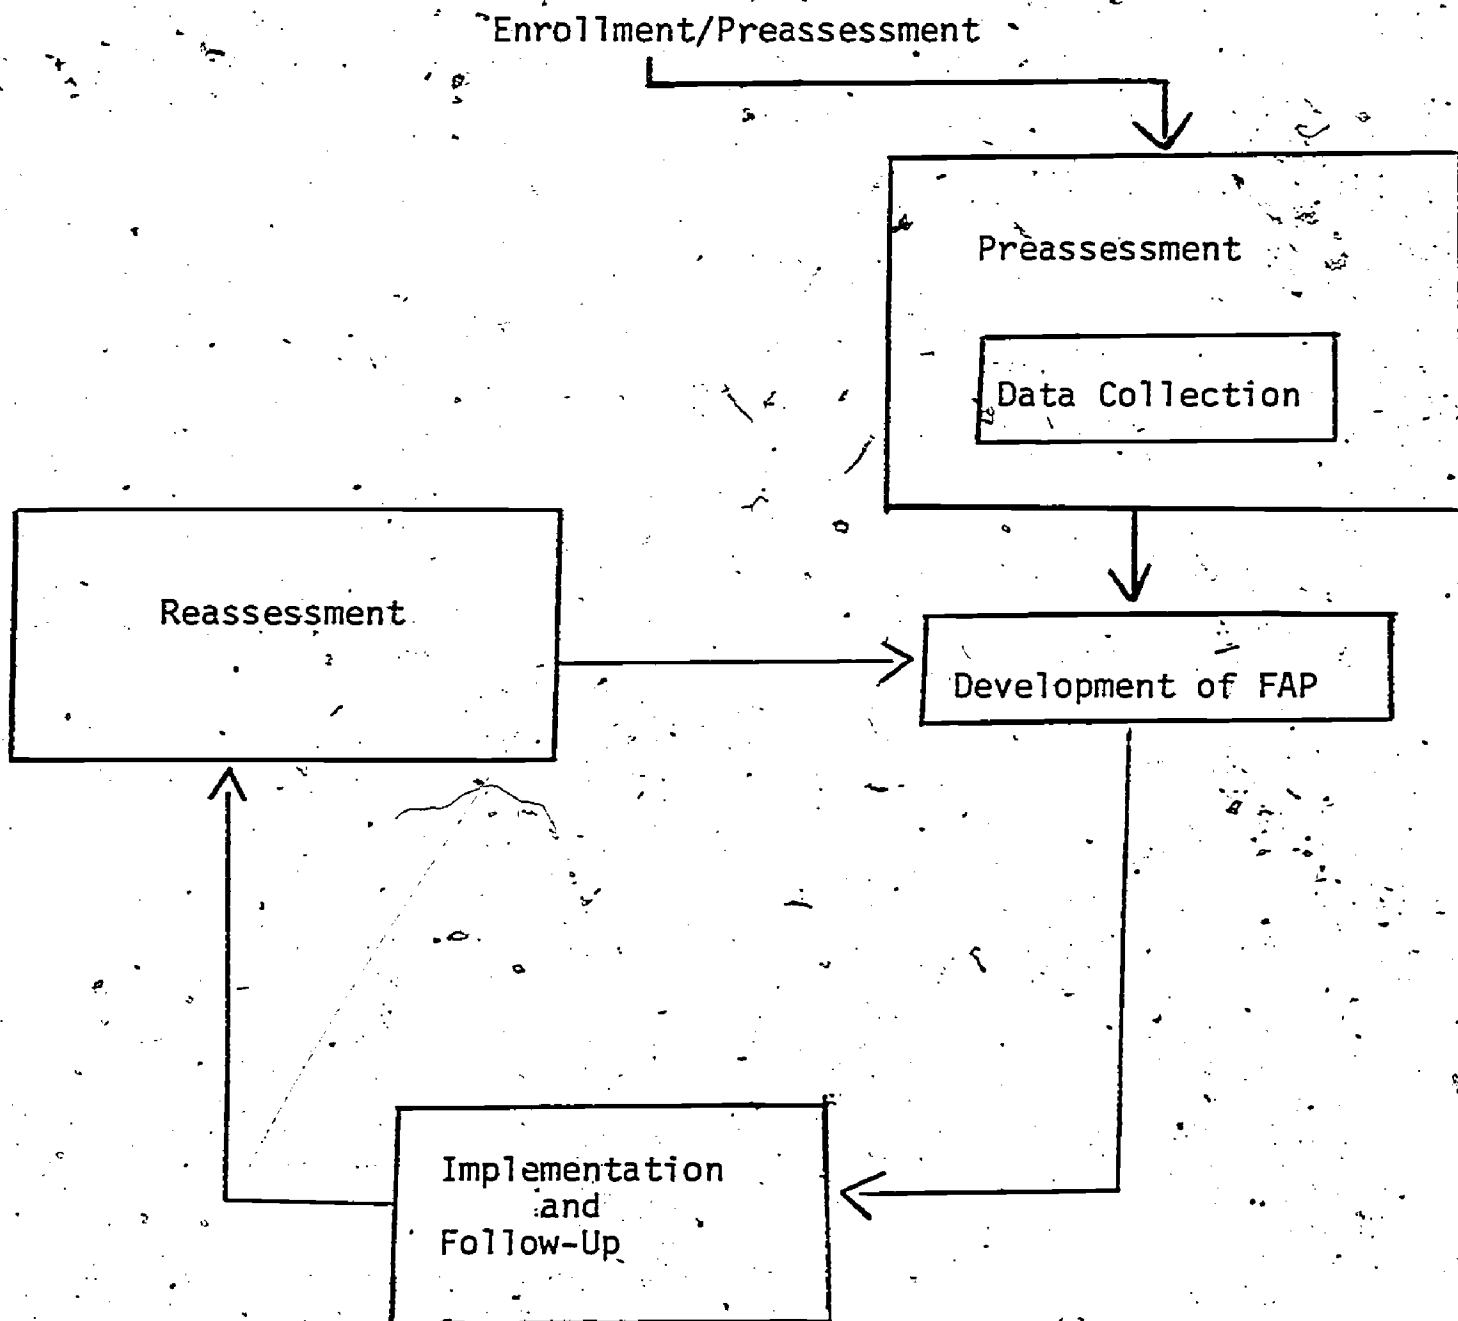 Enrollment/Preassessment
Preassessment
Data Collection
Reassessment
Development of FAP
Implementation
and
Follow-Up